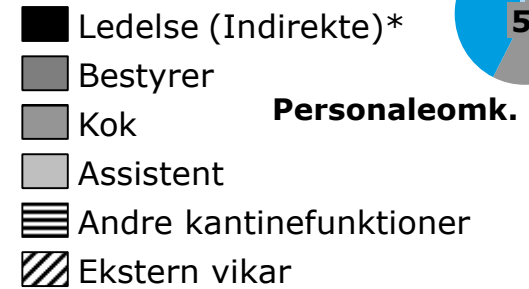 Ledelse (Indirekte)*
5
Bestyrer
Personaleomk.
Kok
Assistent
Andre kantinefunktioner
Ekstern vikar